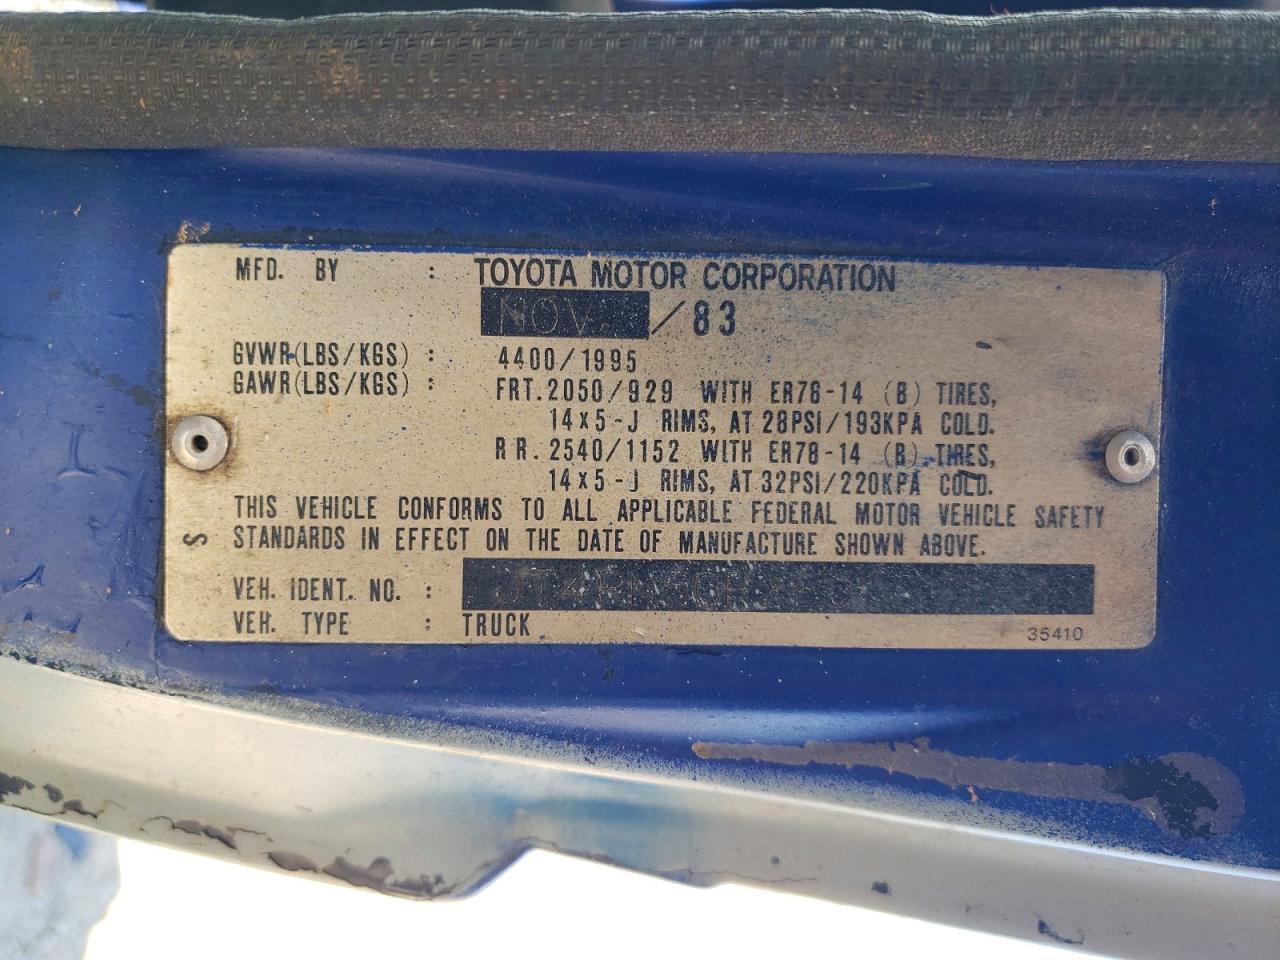 MFD. BY : TOYOTA MOTOR CORPORATION
NOV. / 83
GVWR(LBS/KGS) : 4400/1995
GAWR(LBS/KGS) : FRT. 2050/929 WITH ER78-14 (B) TIRES,
14x5-J RIMS, AT 28PSI/193KPA COLD.
RR. 2540/1152 WITH ER78-14 (B) TIRES,
14x5-J RIMS, AT 32PSI/220KPA COLD.
THIS VEHICLE CONFORMS TO ALL APPLICABLE FEDERAL MOTOR VEHICLE SAFETY
S STANDARDS IN EFFECT ON THE DATE OF MANUFACTURE SHOWN ABOVE.
VEH. IDENT. NO. :
VEH. TYPE : TRUCK 35410